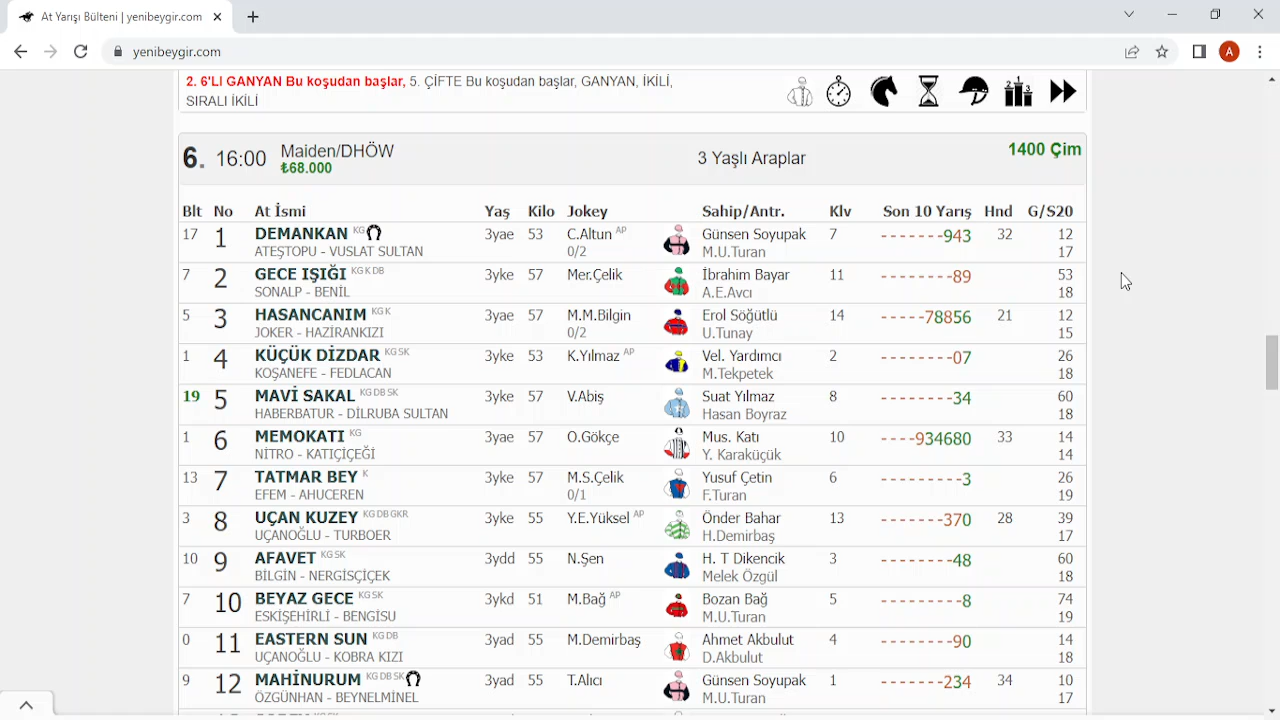 At Yarışı Bülteni | yenibeygir.com
yenibeygir.com
A
2. 6'LI GANYAN Bu koşudan başlar, 5. ÇİFTE Bu koşudan başlar, GANYAN, İKİLİ,
SIRALI İKİLİ
6. 16:00 Maiden/DHÖW 3 Yaşlı Araplar 1400 Çim
₺68.000
Blt No At İsmi Yaş Kilo Jokey Sahip/Antr. Klv Son 10 Yarış Hnd G/S20
17 1 DEMANKAN KG 3yae 53 C.Altun AP Günsen Soyupak 7 -------943 32 12
ATEŞTOPU - VUSLAT SULTAN 0/2 M.U.Turan 17
7 2 GECE IŞIĞI KG K DB 3yke 57 Mer.Çelik İbrahim Bayar 11 --------89 53
SONALP - BENİL A.E.Avcı 18
5 3 HASANCANIM KG K 3yae 57 M.M.Bilgin Erol Söğütlü 14 -----78856 21 12
JOKER - HAZİRANKIZI 0/2 U.Tunay 15
1 4 KÜÇÜK DİZDAR KG SK 3yke 53 K.Yılmaz AP Vel. Yardımcı 2 --------07 26
KOŞANEFE - FEDLACAN M.Tekpetek 18
19 5 MAVİ SAKAL KG DB SK 3yke 57 V.Abiş Suat Yılmaz 8 --------34 60
HABERBATUR - DİLRUBA SULTAN Hasan Boyraz 18
1 6 MEMOKATI KG 3yae 57 O.Gökçe Mus. Katı 10 ----934680 33 14
NİTRO - KATIÇİÇEĞİ Y. Karaküçük 14
13 7 TATMAR BEY K 3yke 57 M.S.Çelik Yusuf Çetin 6 ---------3 26
EFEM - AHUCEREN 0/1 F.Turan 19
3 8 UÇAN KUZEY KG DB GKR 3yke 55 Y.E.Yüksel AP Önder Bahar 13 -------370 28 39
UÇANOĞLU - TURBOER H.Demirbaş 17
10 9 AFAVET KG SK 3ydd 55 N.Şen H. T Dikencik 3 --------48 60
BİLGİN - NERGİSÇİÇEK Melek Özgül 18
7 10 BEYAZ GECE KG SK 3ykd 51 M.Bağ AP Bozan Bağ 5 ---------8 74
ESKİŞEHİRLİ - BENGİSU M.U.Turan 19
0 11 EASTERN SUN KG DB 3yad 55 M.Demirbaş Ahmet Akbulut 4 --------90 14
UÇANOĞLU - KOBRA KIZI D.Akbulut 18
9 12 MAHİNURUM KG DB SK 3yad 55 T.Alıcı Günsen Soyupak 1 -------234 34 10
ÖZGÜNHAN - BEYNELMİNEL M.U.Turan 17